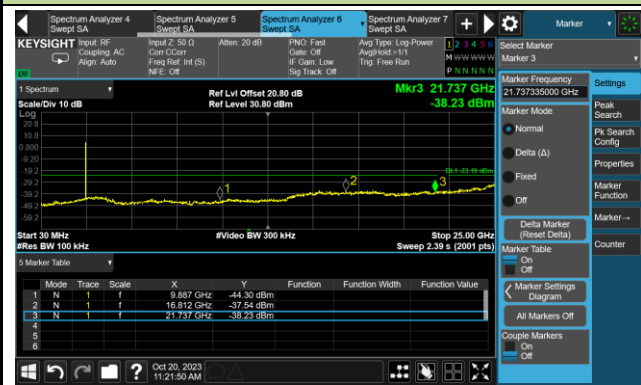 Spectrum Analyzer 4
Swept SA
Spectrum Analyzer 5
Swept SA
Spectrum Analyzer 6
Swept SA
Spectrum Analyzer 7
Swept SA
+
Marker
KEYSIGHT
Input: RF
Coupling: AC
Align: Auto
Input Z: 50 Ω
Corr CCorr
Freq Ref: Int (S)
NFE: Off
Atten: 20 dB
PNO: Fast
Gate: Off
IF Gain: Low
Sig Track: Off
Avg Type: Log-Power
Avg|Hold:>1/1
Trig: Free Run
1 2 3 4 5 6
M W W W W W
P N N N N N
LVI
Select Marker
Marker 3
1 Spectrum
Scale/Div 10 dB
Log
Ref Lvl Offset 20.80 dB
Ref Level 30.80 dBm
Mkr3 21.737 GHz
-38.23 dBm
20.8
10.8
0.800
-9.20
-19.2
-29.2
-39.2
-49.2
-59.2
DL1 -23.19 dBm
1
2
3
Start 30 MHz
#Res BW 100 kHz
#Video BW 300 kHz
Stop 25.00 GHz
Sweep 2.39 s (2001 pts)
5 Marker Table
Mode Trace Scale X Y Function Function Width Function Value
1 N 1 f 9.887 GHz -44.30 dBm
2 N 1 f 16.812 GHz -37.54 dBm
3 N 1 f 21.737 GHz -38.23 dBm
4
5
6
Marker Frequency
21.737335000 GHz
Marker Mode
Normal
Delta (Δ)
Fixed
Off
Delta Marker
(Reset Delta)
Marker Table
On
Off
Marker Settings
Diagram
All Markers Off
Couple Markers
On
Off
Settings
Peak
Search
Pk Search
Config
Properties
Marker
Function
Marker→
Counter
?
Oct 20, 2023
11:21:50 AM